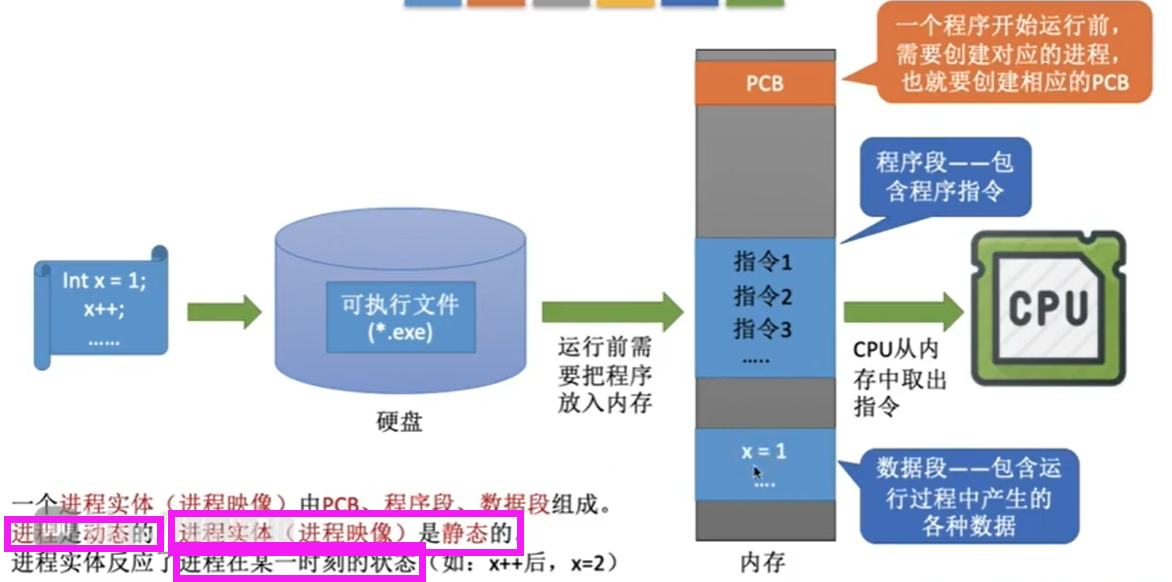 一个程序开始运行前，
需要创建对应的进程，
也就要创建相应的PCB
PCB
程序段——包
含程序指令
Int x = 1;
x++;
......
可执行文件
(*.exe)
硬盘
运行前需
要把程序
放入内存
指令1
指令2
指令3
.....
CPU从内
存中取出
指令
CPU
x = 1
....
数据段——包含运
行过程中产生的
各种数据
内存
一个进程实体（进程映像）由PCB、程序段、数据段组成。
进程是动态的，进程实体（进程映像）是静态的。
进程实体反应了进程在某一时刻的状态（如：x++后，x=2）